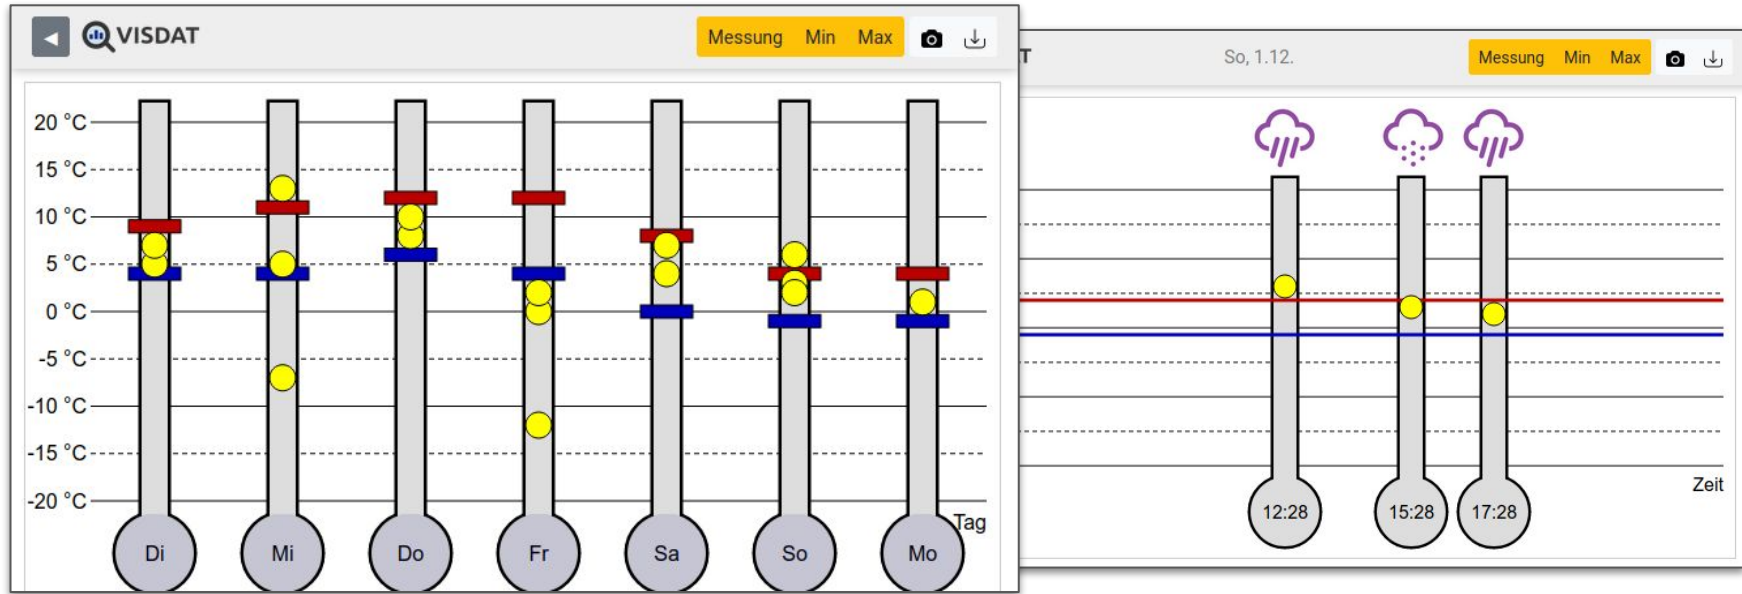 VISDAT
Messung Min Max
20 °C
15 °C
10 °C
5 °C
0 °C
-5 °C
-10 °C
-15 °C
-20 °C
Tag
Di Mi Do Fr Sa So Mo
T
So, 1.12.
Messung Min Max
Zeit
12:28 15:28 17:28